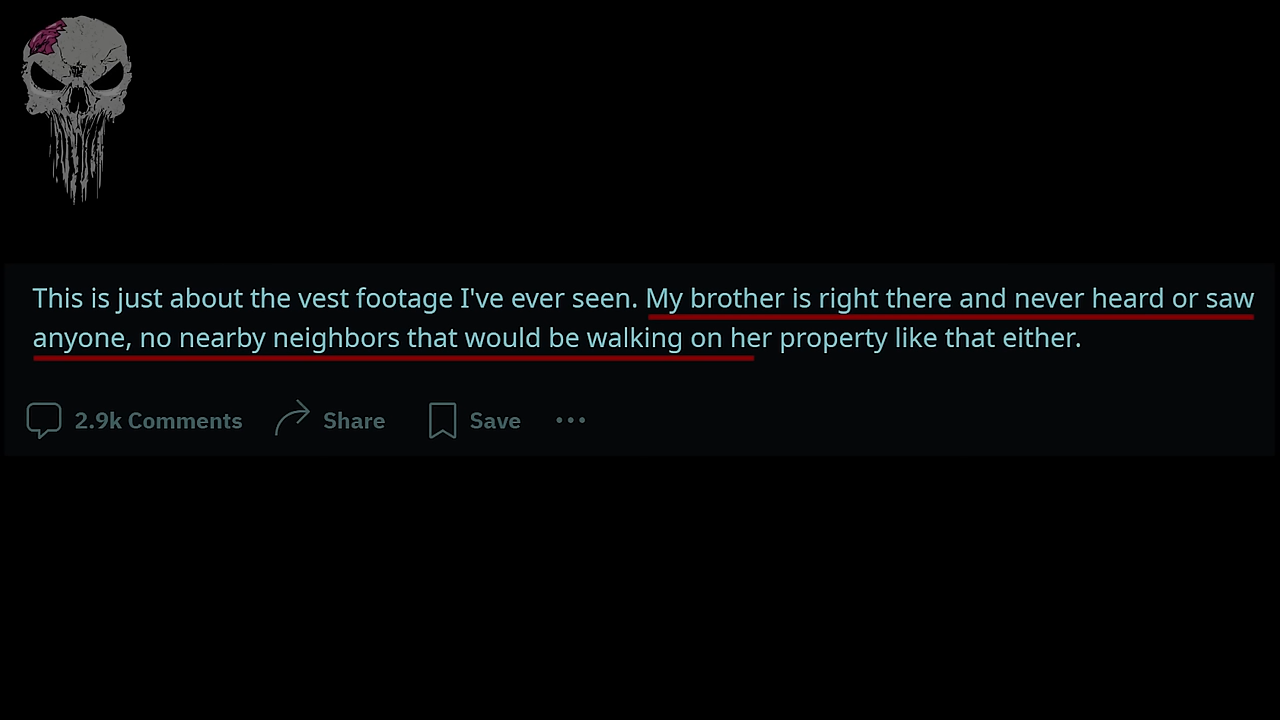 This is just about the vest footage I've ever seen. My brother is right there and never heard or saw
anyone, no nearby neighbors that would be walking on her property like that either.
2.9k Comments Share Save